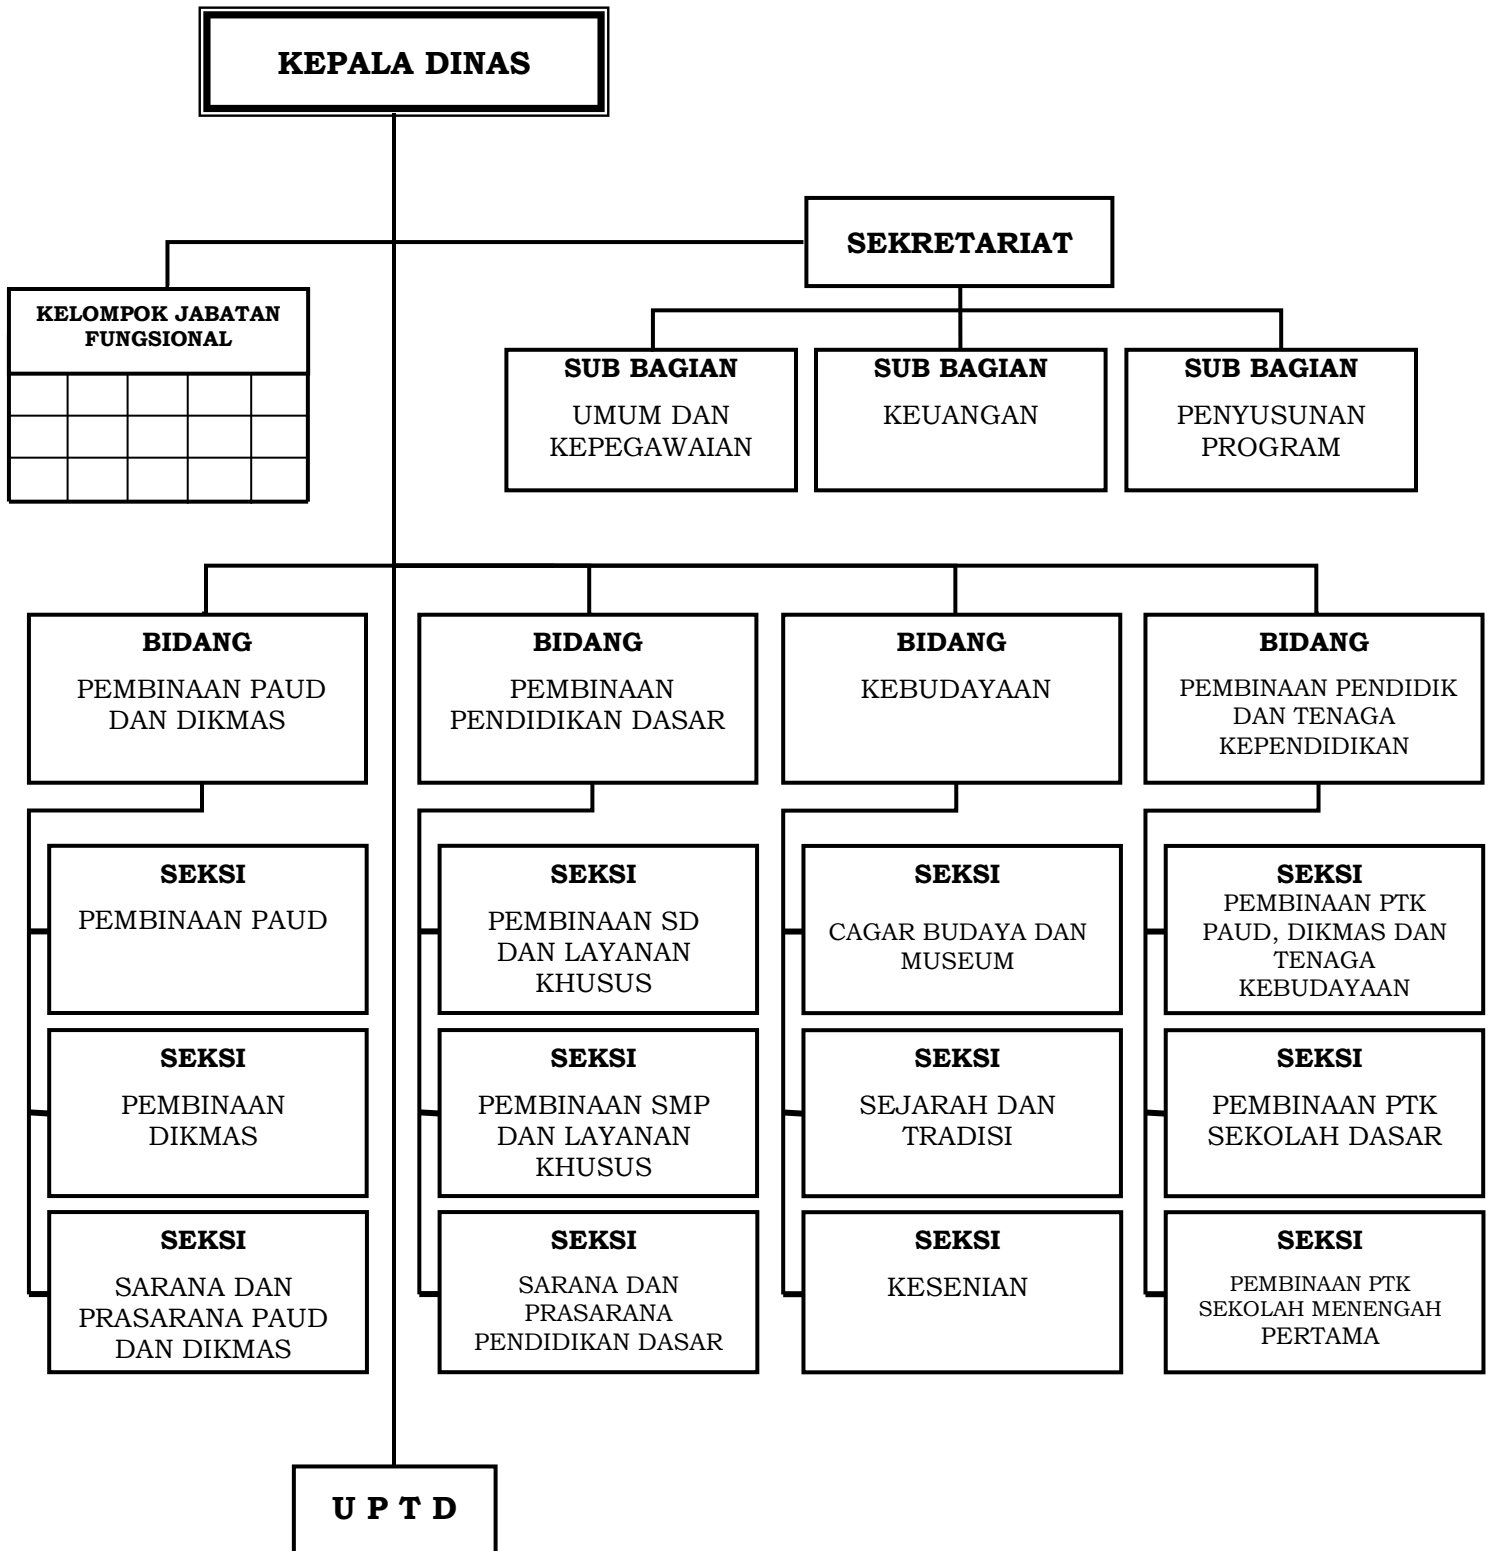 KEPALA DINAS
SEKRETARIAT
KELOMPOK JABATAN
FUNGSIONAL
SUB BAGIAN
UMUM DAN
KEPEGAWAIAN
SUB BAGIAN
KEUANGAN
SUB BAGIAN
PENYUSUNAN
PROGRAM
BIDANG
PEMBINAAN PAUD
DAN DIKMAS
BIDANG
PEMBINAAN
PENDIDIKAN DASAR
BIDANG
KEBUDAYAAN
BIDANG
PEMBINAAN PENDIDIK
DAN TENAGA
KEPENDIDIKAN
SEKSI
PEMBINAAN PAUD
SEKSI
PEMBINAAN SD
DAN LAYANAN
KHUSUS
SEKSI
CAGAR BUDAYA DAN
MUSEUM
SEKSI
PEMBINAAN PTK
PAUD, DIKMAS DAN
TENAGA
KEBUDAYAAN
SEKSI
PEMBINAAN
DIKMAS
SEKSI
PEMBINAAN SMP
DAN LAYANAN
KHUSUS
SEKSI
SEJARAH DAN
TRADISI
SEKSI
PEMBINAAN PTK
SEKOLAH DASAR
SEKSI
SARANA DAN
PRASARANA PAUD
DAN DIKMAS
SEKSI
SARANA DAN
PRASARANA
PENDIDIKAN DASAR
SEKSI
KESENIAN
SEKSI
PEMBINAAN PTK
SEKOLAH MENENGAH
PERTAMA
U P T D